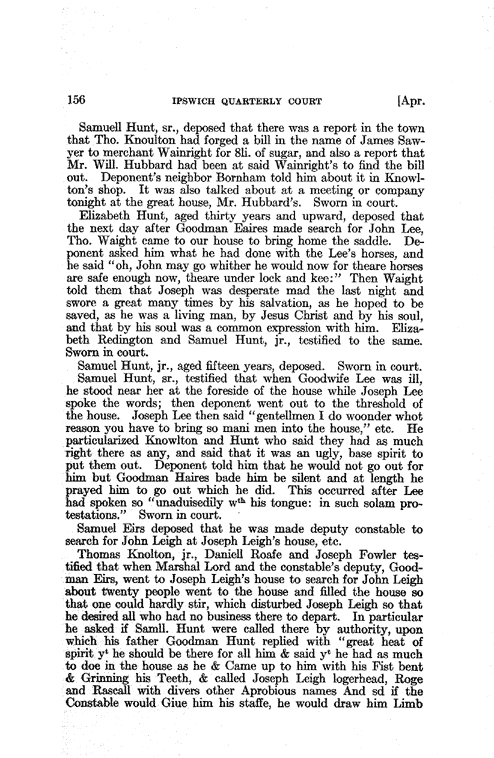 156 IPSWICH QUARTERLY COURT [Apr.
Samuell Hunt, sr., deposed that there was a report in the town
that Tho. Knoulton had forged a bill in the name of James Saw-
yer to merchant Wainright for 8li. of sugar, and also a report that
Mr. Will. Hubbard had been at said Wainright's to find the bill
out. Deponent's neighbor Bornham told him about it in Knowl-
ton's shop. It was also talked about at a meeting or company
tonight at the great house, Mr. Hubbard's. Sworn in court.
Elizabeth Hunt, aged thirty years and upward, deposed that
the next day after Goodman Eaires made search for John Lee,
Tho. Waight came to our house to bring home the saddle. De-
ponent asked him what he had done with the Lee's horses, and
he said "oh, John may go whither he would now for theare horses
are safe enough now, theare under lock and kee:" Then Waight
told them that Joseph was desperate mad the last night and
swore a great many times by his salvation, as he hoped to be
saved, as he was a living man, by Jesus Christ and by his soul,
and that by his soul was a common expression with him. Eliza-
beth Redington and Samuel Hunt, jr., testified to the same.
Sworn in court.
Samuel Hunt, jr., aged fifteen years, deposed. Sworn in court.
Samuel Hunt, sr., testified that when Goodwife Lee was ill,
he stood near her at the foreside of the house while Joseph Lee
spoke the words; then deponent went out to the threshold of
the house. Joseph Lee then said "gentellmen I do woonder whot
reason you have to bring so mani men into the house," etc. He
particularized Knowlton and Hunt who said they had as much
right there as any, and said that it was an ugly, base spirit to
put them out. Deponent told him that he would not go out for
him but Goodman Haires bade him be silent and at length he
prayed him to go out which he did. This occurred after Lee
had spoken so "unaduisedily wth his tongue: in such solam pro-
testations." Sworn in court.
Samuel Eirs deposed that he was made deputy constable to
search for John Leigh at Joseph Leigh's house, etc.
Thomas Knolton, jr., Daniell Roafe and Joseph Fowler tes-
tified that when Marshal Lord and the constable's deputy, Good-
man Eirs, went to Joseph Leigh's house to search for John Leigh
about twenty people went to the house and filled the house so
that one could hardly stir, which disturbed Joseph Leigh so that
he desired all who had no business there to depart. In particular
he asked if Samll. Hunt were called there by authority, upon
which his father Goodman Hunt replied with "great heat of
spirit yt he should be there for all him & said yt he had as much
to doe in the house as he & Came up to him with his Fist bent
& Grinning his Teeth, & called Joseph Leigh logerhead, Roge
and Rascall with divers other Aprobious names And sd if the
Constable would Giue him his staffe, he would draw him Limb